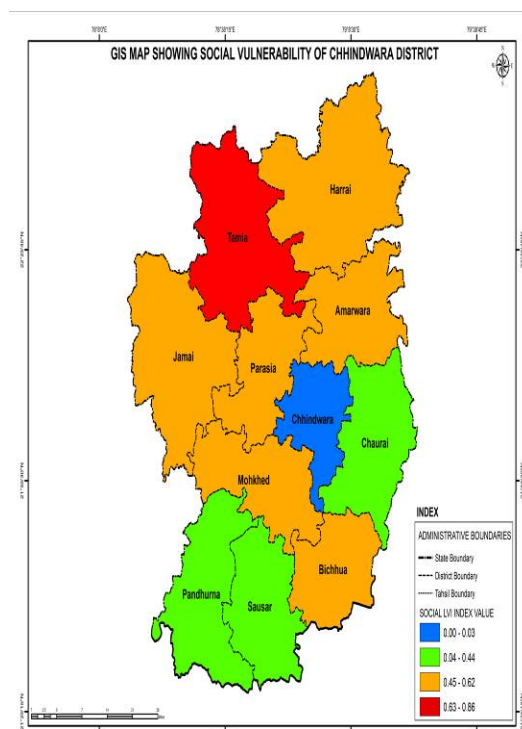 GIS MAP SHOWING SOCIAL VULNERABILITY OF CHHINDWARA DISTRICT
Harrai
Tamia
Amarwara
Jamai
Parasia
Chhindwara
Chaurai
Mohkhed
Bichhua
Pandhurna
Sausar
INDEX
ADMINISTRATIVE BOUNDARIES
State Boundary
District Boundary
Tahsil Boundary
SOCIAL LVI INDEX VALUE
0.00 - 0.03
0.04 - 0.44
0.45 - 0.62
0.63 - 0.86